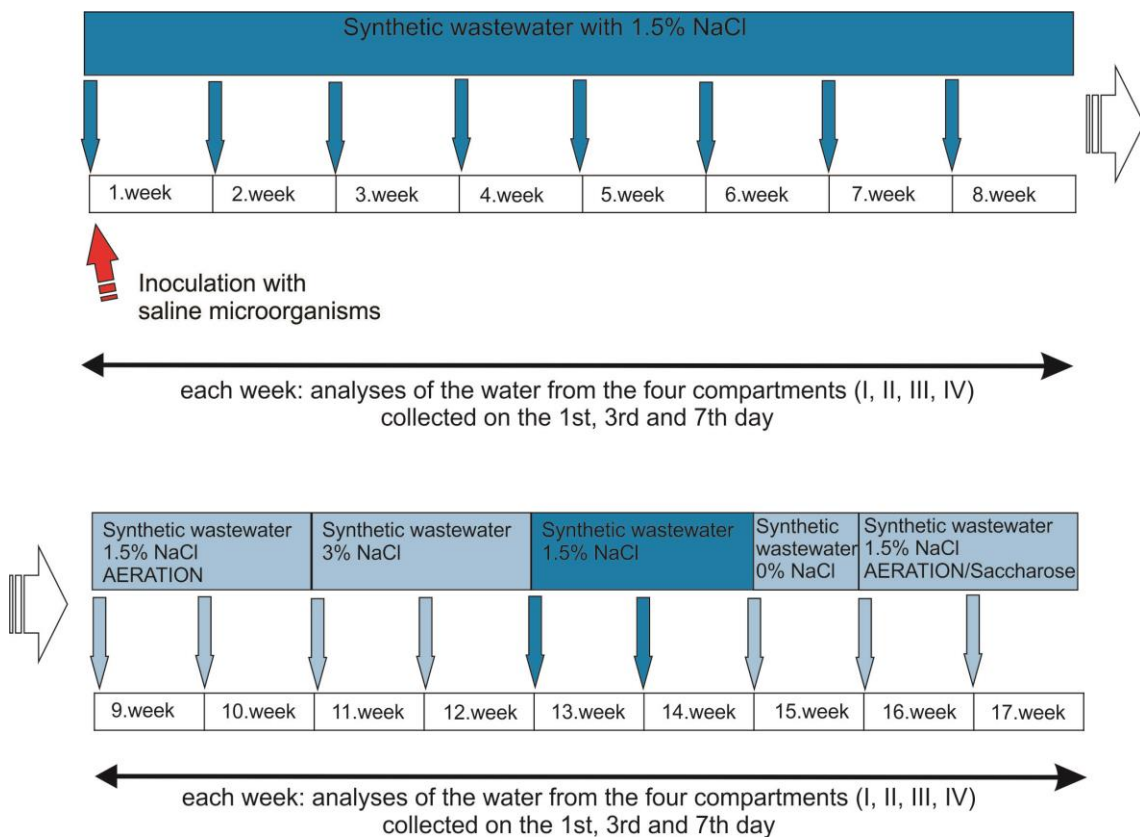 Synthetic wastewater with 1.5% NaCl
1.week 2.week 3.week 4.week 5.week 6.week 7.week 8.week
Inoculation with
saline microorganisms
each week: analyses of the water from the four compartments (I, II, III, IV)
collected on the 1st, 3rd and 7th day
Synthetic wastewater
1.5% NaCl
AERATION
Synthetic wastewater
3% NaCl
Synthetic wastewater
1.5% NaCl
Synthetic
wastewater
0% NaCl
Synthetic wastewater
1.5% NaCl
AERATION/Saccharose
9.week 10.week 11.week 12.week 13.week 14.week 15.week 16.week 17.week
each week: analyses of the water from the four compartments (I, II, III, IV)
collected on the 1st, 3rd and 7th day